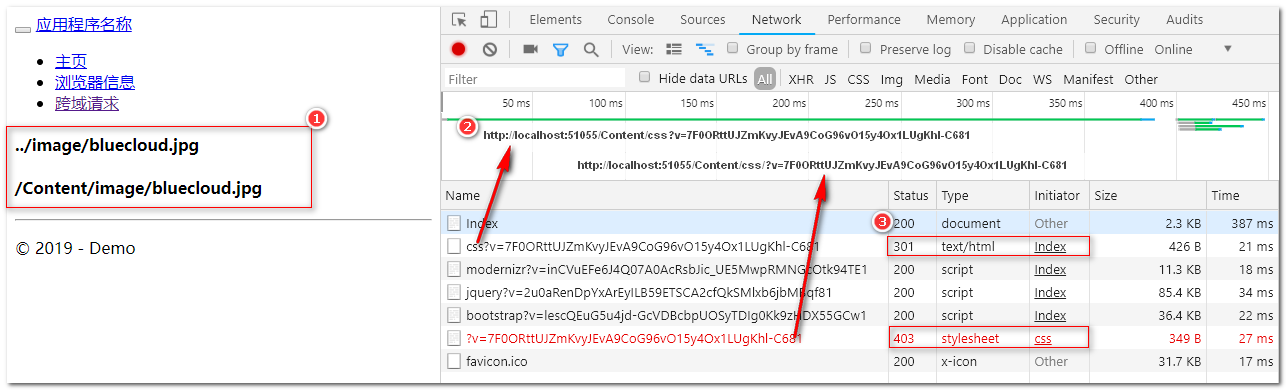 应用程序名称
主页
浏览器信息
跨域请求
1
../image/bluecloud.jpg
/Content/image/bluecloud.jpg
© 2019 - Demo
Elements Console Sources Network Performance Memory Application Security Audits
View: Group by frame Preserve log Disable cache Offline Online
Filter Hide data URLs All XHR JS CSS Img Media Font Doc WS Manifest Other
50 ms 100 ms 150 ms 200 ms 250 ms 300 ms 350 ms 400 ms 450 ms
2
http://localhost:51055/Content/css?v=7F0ORttUJZmKvyJEvA9CoG96vO15y4Ox1LUgKhl-C681
http://localhost:51055/Content/css/?v=7F0ORttUJZmKvyJEvA9CoG96vO15y4Ox1LUgKhl-C681
Name Status Type Initiator Size Time
3
Index 200 document Other 2.3 KB 387 ms
css?v=7F0ORttUJZmKvyJEvA9CoG96vO15y4Ox1LUgKhl-C681 301 text/html Index 426 B 21 ms
modernizr?v=inCVuEFe6J4Q07A0AcRsbJic_UE5MwpRMNGcOtk94TE1 200 script Index 11.3 KB 18 ms
jquery?v=2u0aRenDpYxArEyILB59ETSCA2cfQkSMlxb6jbMBqf81 200 script Index 85.4 KB 34 ms
bootstrap?v=lescQEuG5u4jd-GcVDBcbpUOSyTDIg0Kk9zHDX55GCw1 200 script Index 36.4 KB 22 ms
?v=7F0ORttUJZmKvyJEvA9CoG96vO15y4Ox1LUgKhl-C681 403 stylesheet css 349 B 27 ms
favicon.ico 200 x-icon Other 31.7 KB 17 ms